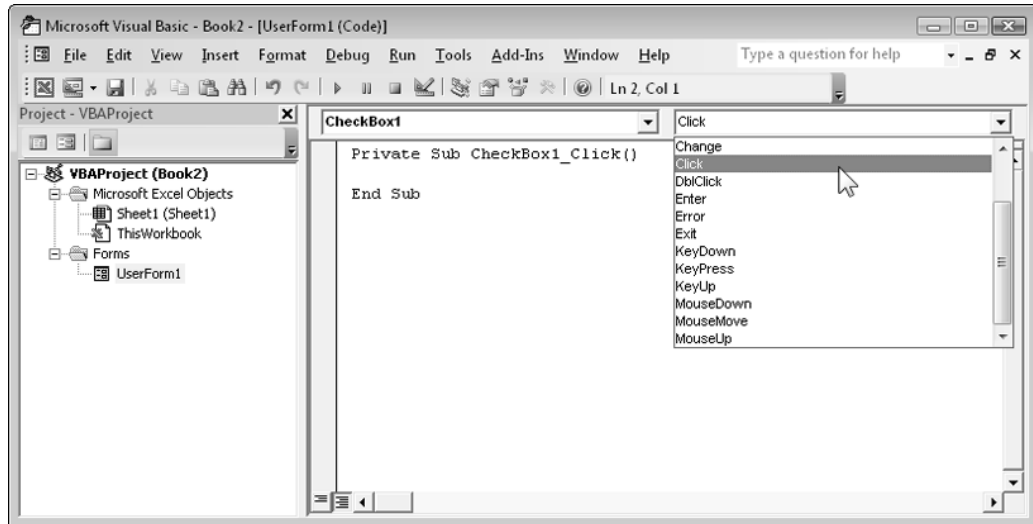 Microsoft Visual Basic - Book2 - [UserForm1 (Code)]
File Edit View Insert Format Debug Run Tools Add-Ins Window Help Type a question for help
Ln 2, Col 1
Project - VBAProject
VBAProject (Book2)
Microsoft Excel Objects
Sheet1 (Sheet1)
ThisWorkbook
Forms
UserForm1
CheckBox1 Click
Private Sub CheckBox1_Click()
End Sub
Change
Click
DblClick
Enter
Error
Exit
KeyDown
KeyPress
KeyUp
MouseDown
MouseMove
MouseUp